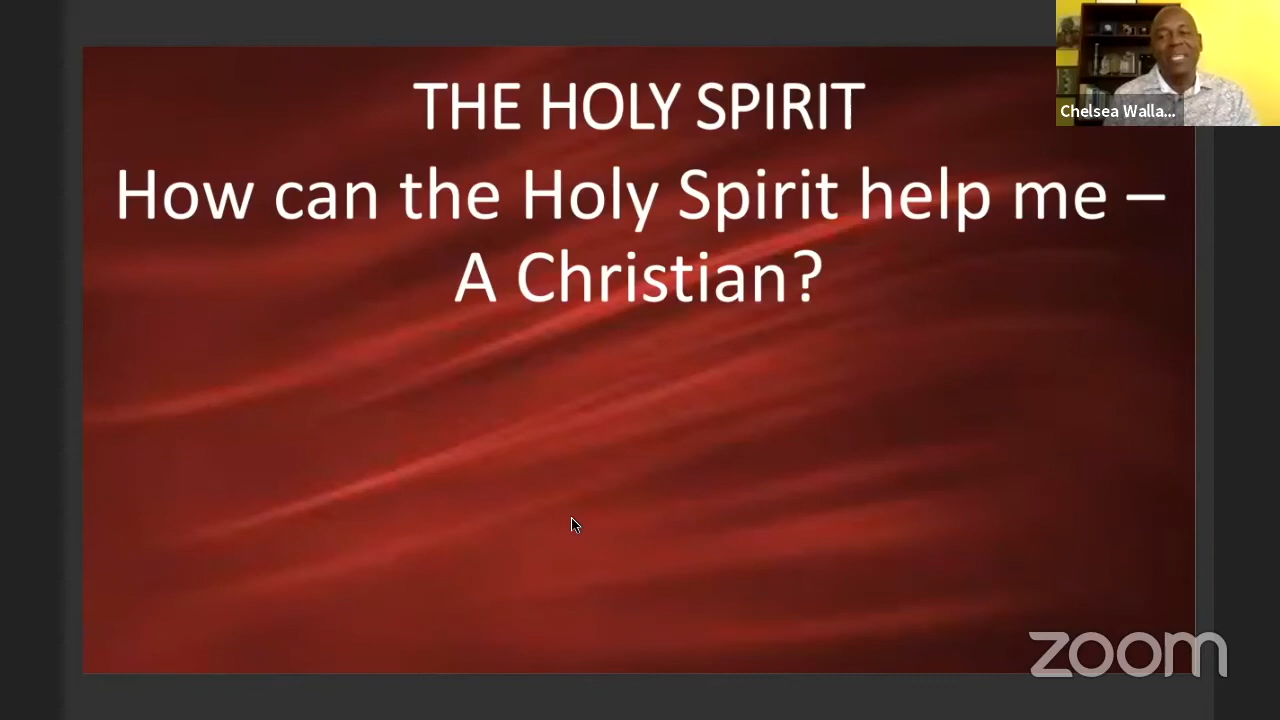 THE HOLY SPIRIT
How can the Holy Spirit help me –
A Christian?
Chelsea Walla...
zoom